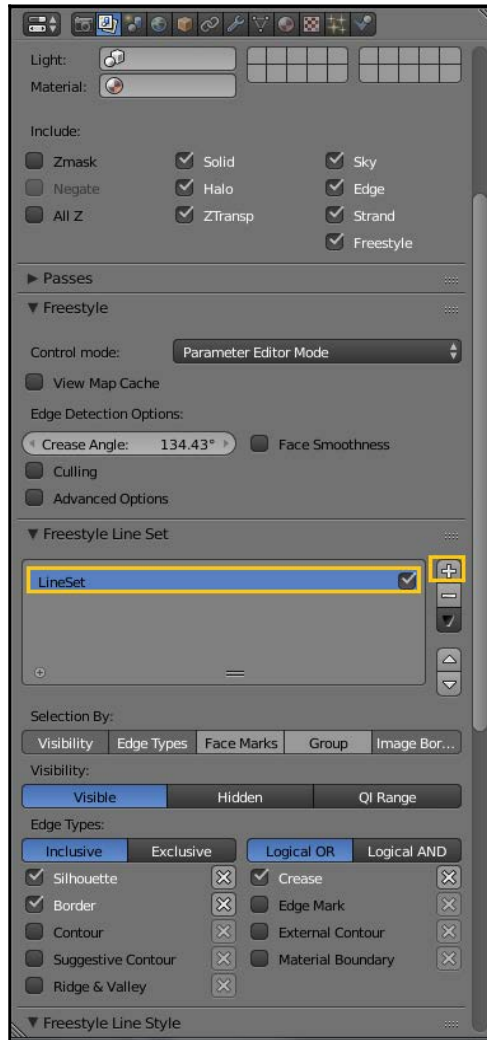 Light:
Material:
Include:
Zmask Solid Sky
Negate Halo Edge
All Z ZTransp Strand
Freestyle
Passes
Freestyle
Control mode: Parameter Editor Mode
View Map Cache
Edge Detection Options:
Crease Angle: 134.43° Face Smoothness
Culling
Advanced Options
Freestyle Line Set
LineSet
Selection By:
Visibility Edge Types Face Marks Group Image Bor...
Visibility:
Visible Hidden QI Range
Edge Types:
Inclusive Exclusive Logical OR Logical AND
Silhouette Crease
Border Edge Mark
Contour External Contour
Suggestive Contour Material Boundary
Ridge & Valley
Freestyle Line Style